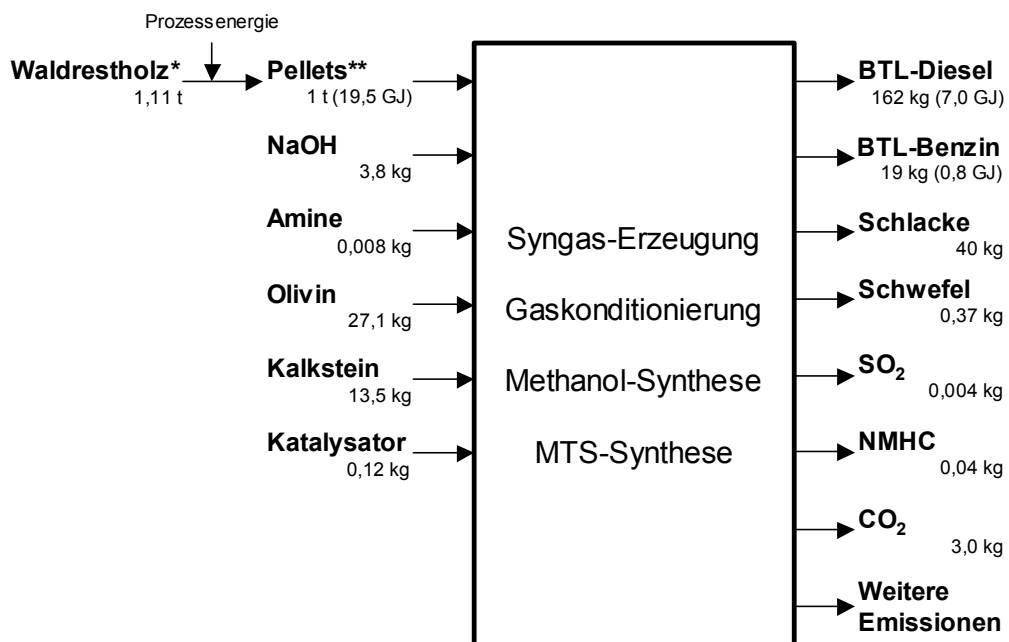 Prozessenergie
Waldrestholz*
1,11 t
Pellets**
1 t (19,5 GJ)
NaOH
3,8 kg
Amine
0,008 kg
Olivin
27,1 kg
Kalkstein
13,5 kg
Katalysator
0,12 kg
Syngas-Erzeugung
Gaskonditionierung
Methanol-Synthese
MTS-Synthese
BTL-Diesel
162 kg (7,0 GJ)
BTL-Benzin
19 kg (0,8 GJ)
Schlacke
40 kg
Schwefel
0,37 kg
SO₂
0,004 kg
NMHC
0,04 kg
CO₂
3,0 kg
Weitere
Emissionen